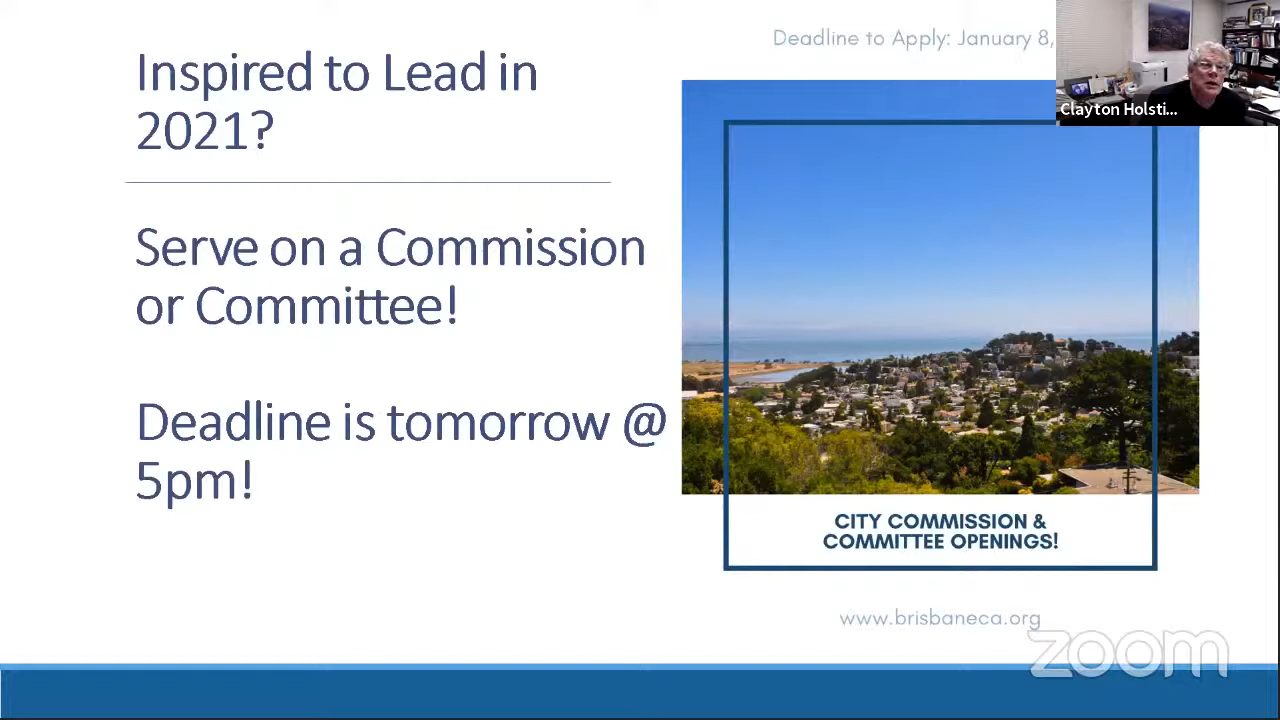 Inspired to Lead in
2021?
Serve on a Commission
or Committee!
Deadline is tomorrow @
5pm!
Deadline to Apply: January 8,
Clayton Holsti...
CITY COMMISSION &
COMMITTEE OPENINGS!
www.brisbaneca.org
zoom